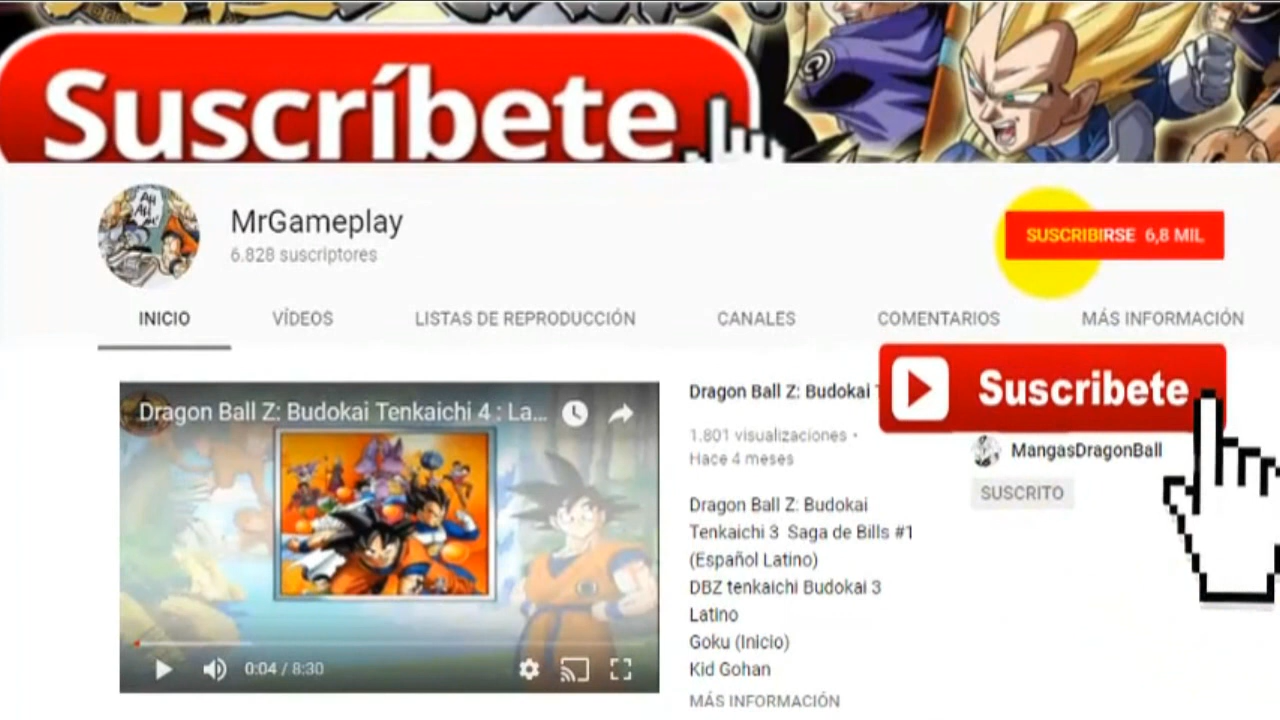 Suscríbete
MrGameplay
6.828 suscriptores
SUSCRIBIRSE 6,8 MIL
INICIO VÍDEOS LISTAS DE REPRODUCCIÓN CANALES COMENTARIOS MÁS INFORMACIÓN
Dragon Ball Z: Budokai Tenkaichi 4 : La...
0:04 / 8:30
Dragon Ball Z: Budokai
1.801 visualizaciones •
Hace 4 meses
Dragon Ball Z: Budokai
Tenkaichi 3 Saga de Bills #1
(Español Latino)
DBZ tenkaichi Budokai 3
Latino
Goku (Inicio)
Kid Gohan
MÁS INFORMACIÓN
Suscribete
MangasDragonBall
SUSCRITO